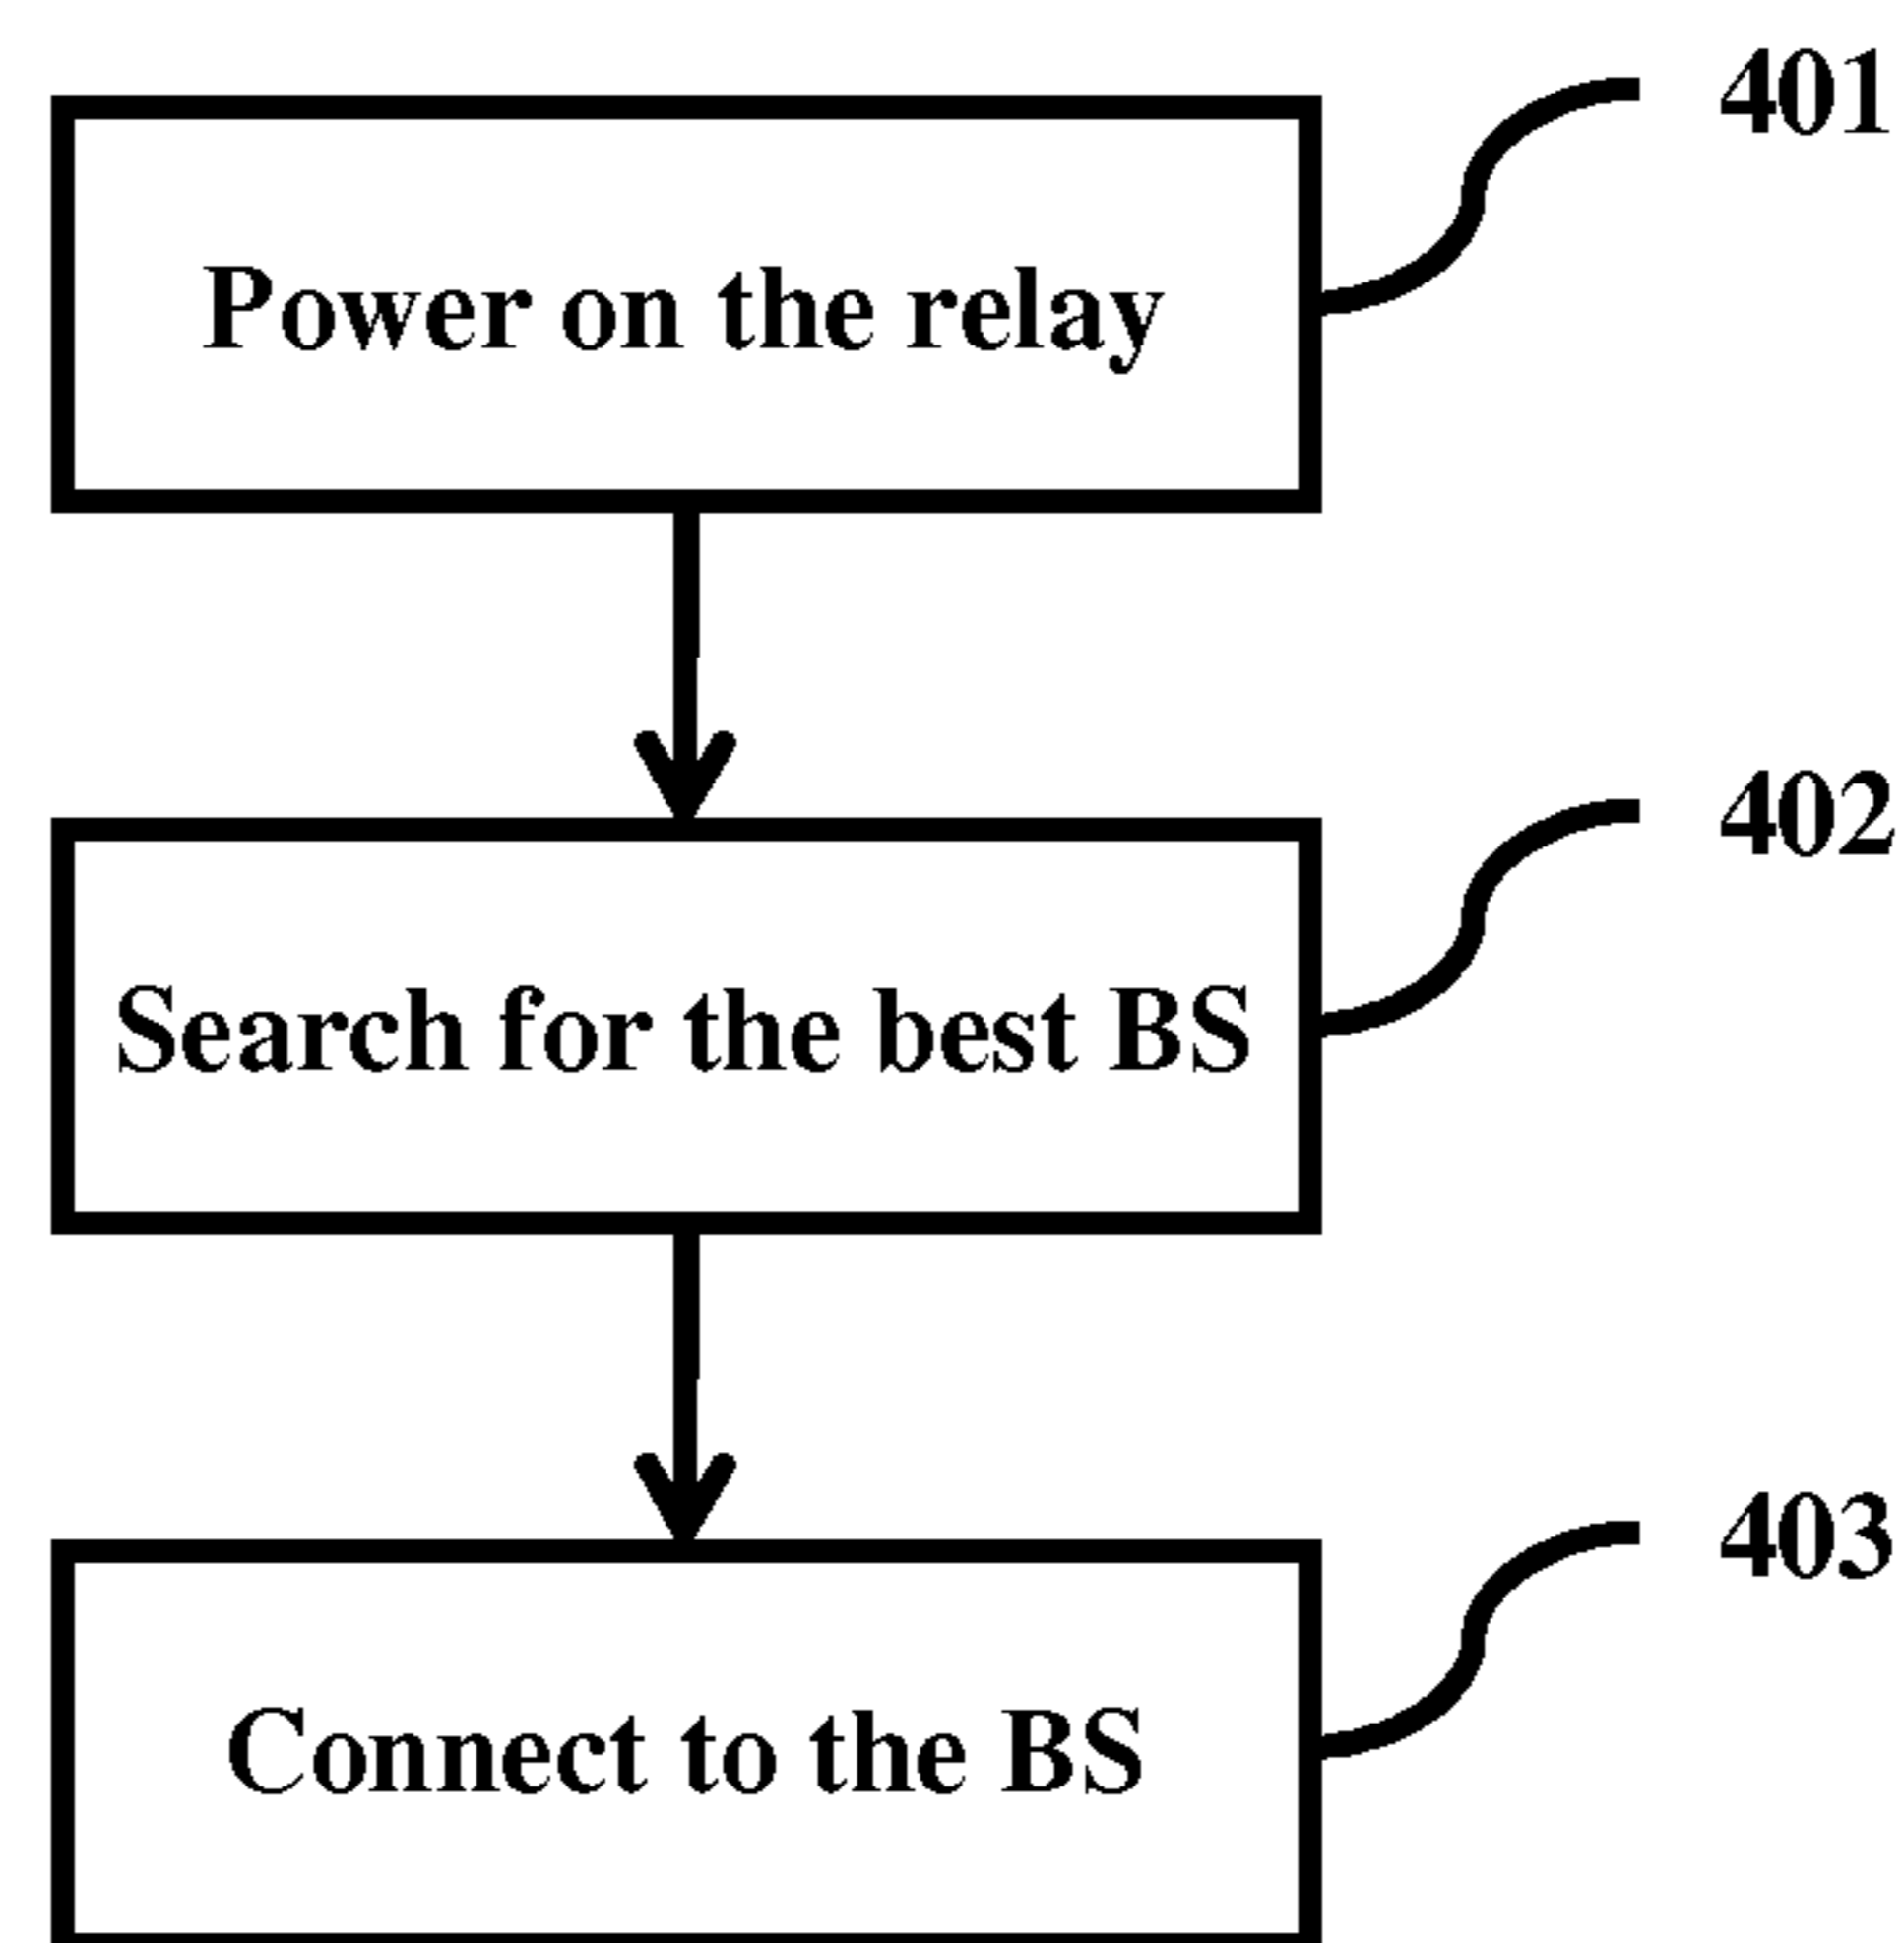 401
Power on the relay
402
Search for the best BS
403
Connect to the BS